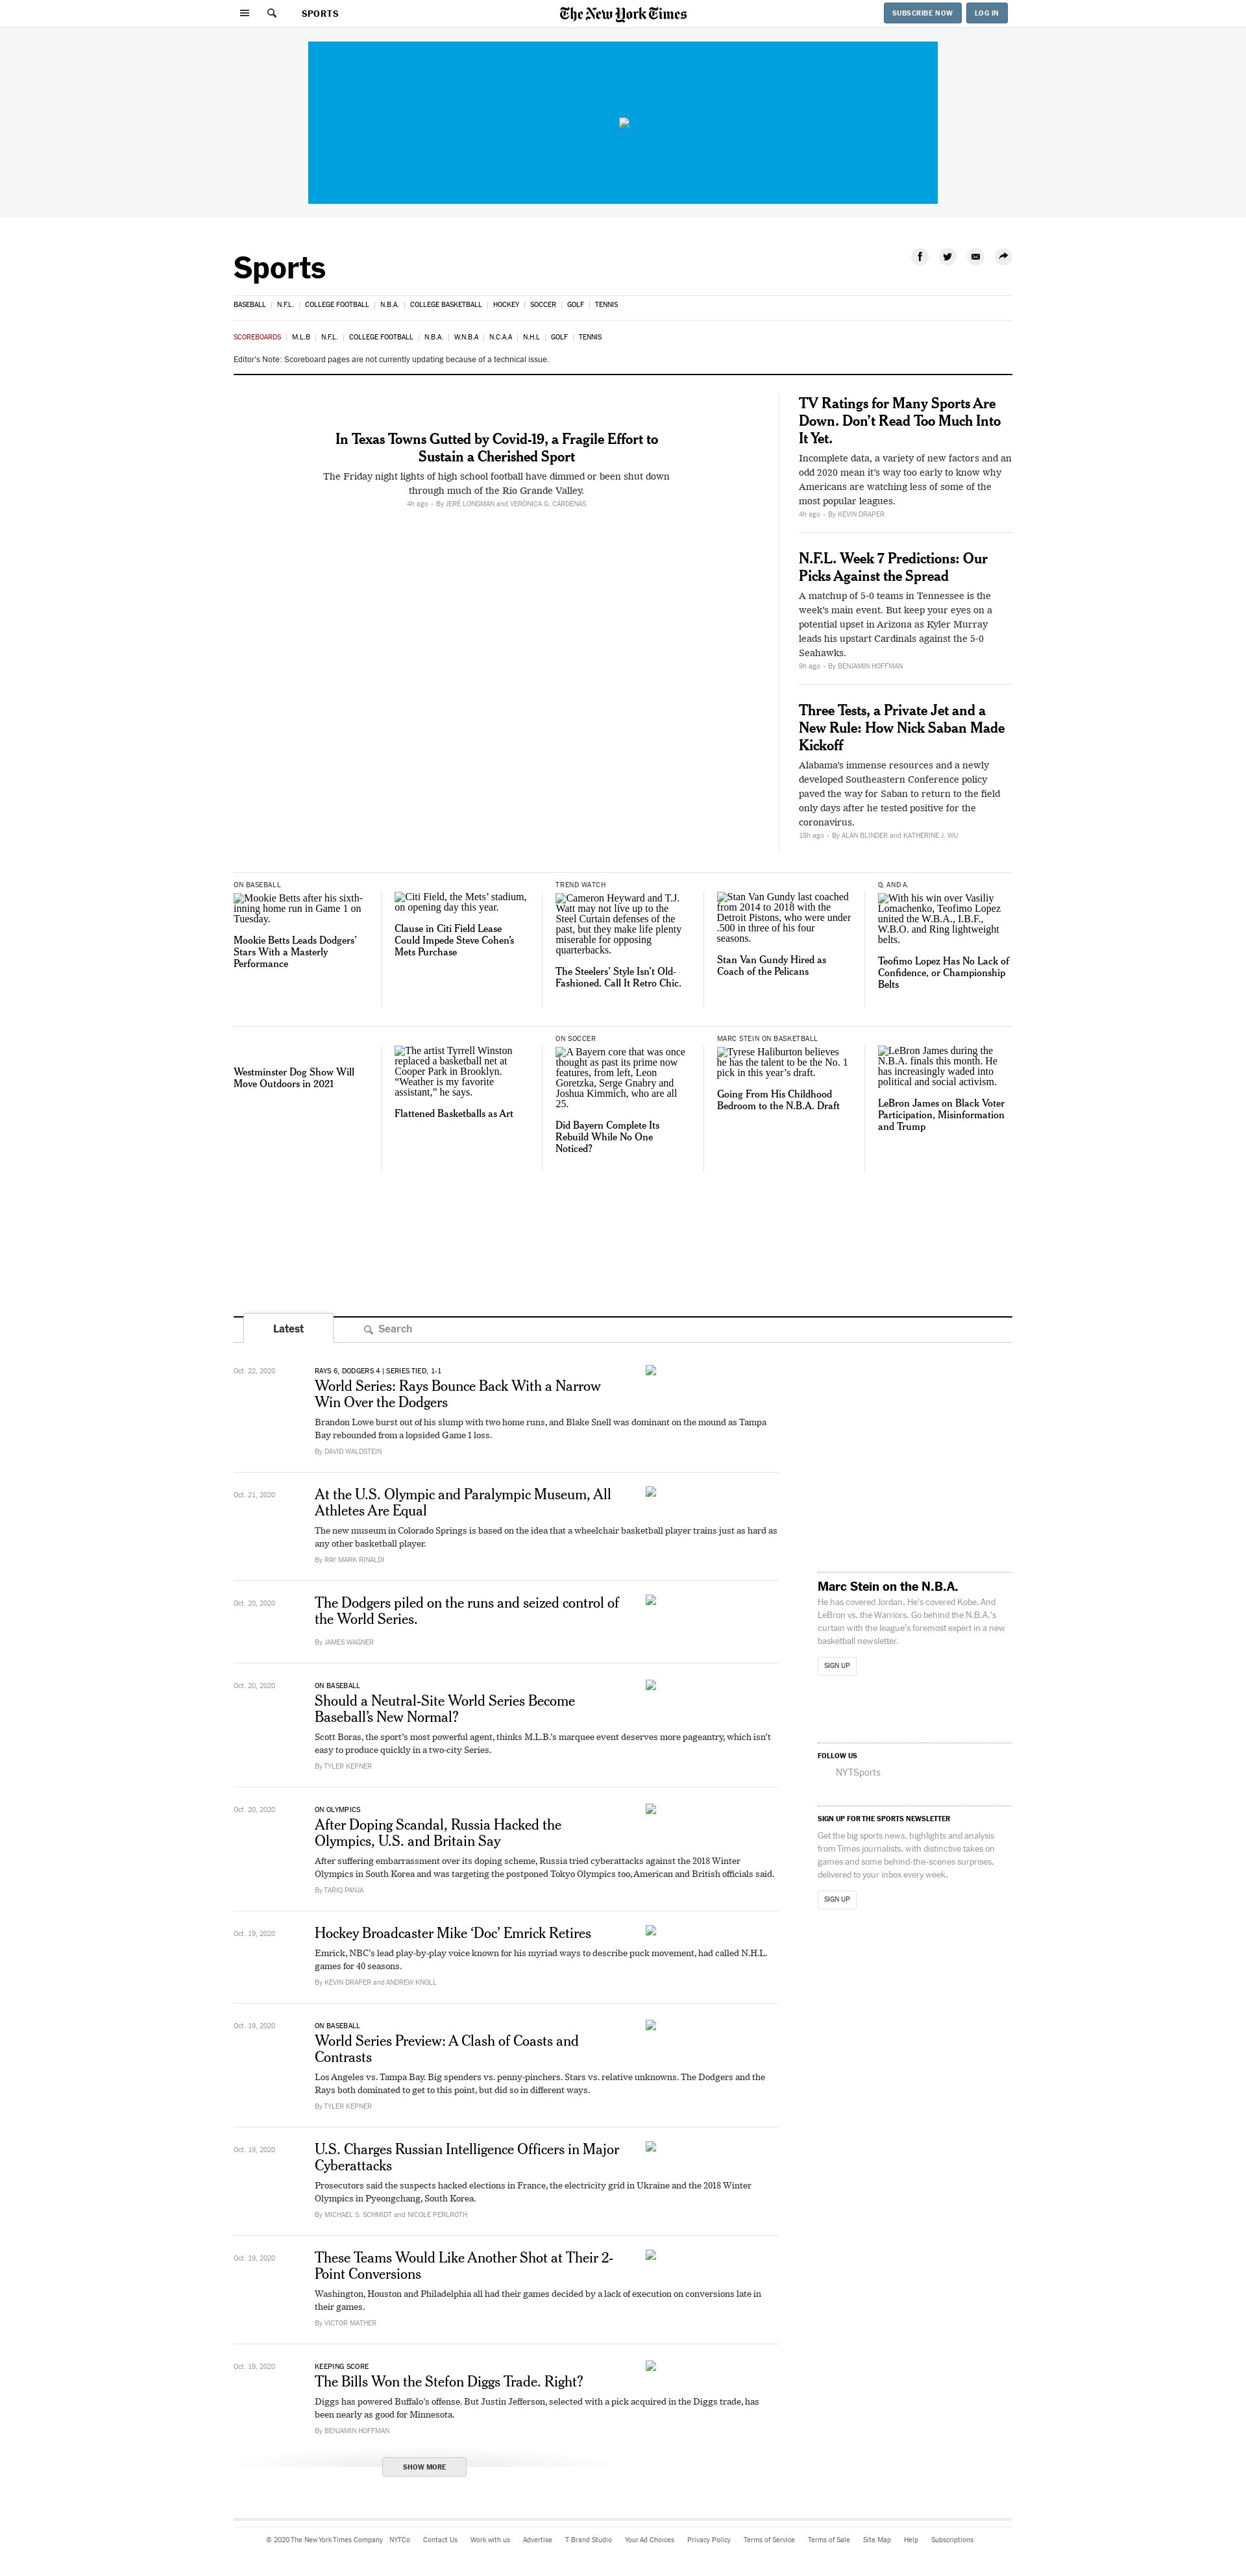 SPORTS
The New York Times
SUBSCRIBE NOW
LOG IN
Sports
BASEBALL N.F.L. COLLEGE FOOTBALL N.B.A. COLLEGE BASKETBALL HOCKEY SOCCER GOLF TENNIS
SCOREBOARDS M.L.B N.F.L. COLLEGE FOOTBALL N.B.A. W.N.B.A N.C.A.A N.H.L GOLF TENNIS
Editor's Note: Scoreboard pages are not currently updating because of a technical issue.
In Texas Towns Gutted by Covid-19, a Fragile Effort to
Sustain a Cherished Sport
The Friday night lights of high school football have dimmed or been shut down
through much of the Rio Grande Valley.
4h ago • By JERÉ LONGMAN and VERÓNICA G. CÁRDENAS
TV Ratings for Many Sports Are
Down. Don't Read Too Much Into
It Yet.
Incomplete data, a variety of new factors and an
odd 2020 mean it's way too early to know why
Americans are watching less of some of the
most popular leagues.
4h ago • By KEVIN DRAPER
N.F.L. Week 7 Predictions: Our
Picks Against the Spread
A matchup of 5-0 teams in Tennessee is the
week's main event. But keep your eyes on a
potential upset in Arizona as Kyler Murray
leads his upstart Cardinals against the 5-0
Seahawks.
9h ago • By BENJAMIN HOFFMAN
Three Tests, a Private Jet and a
New Rule: How Nick Saban Made
Kickoff
Alabama's immense resources and a newly
developed Southeastern Conference policy
paved the way for Saban to return to the field
only days after he tested positive for the
coronavirus.
18h ago • By ALAN BLINDER and KATHERINE J. WU
ON BASEBALL
Mookie Betts after his sixth-
inning home run in Game 1 on
Tuesday.
Mookie Betts Leads Dodgers'
Stars With a Masterly
Performance
Citi Field, the Mets' stadium,
on opening day this year.
Clause in Citi Field Lease
Could Impede Steve Cohen's
Mets Purchase
TREND WATCH
Cameron Heyward and T.J.
Watt may not live up to the
Steel Curtain defenses of the
past, but they make life plenty
miserable for opposing
quarterbacks.
The Steelers' Style Isn't Old-
Fashioned. Call It Retro Chic.
Stan Van Gundy last coached
from 2014 to 2018 with the
Detroit Pistons, who were under
.500 in three of his four
seasons.
Stan Van Gundy Hired as
Coach of the Pelicans
Q. AND A.
With his win over Vasiliy
Lomachenko, Teofimo Lopez
united the W.B.A., I.B.F.,
W.B.O. and Ring lightweight
belts.
Teofimo Lopez Has No Lack of
Confidence, or Championship
Belts
Westminster Dog Show Will
Move Outdoors in 2021
The artist Tyrrell Winston
replaced a basketball net at
Cooper Park in Brooklyn.
“Weather is my favorite
assistant,” he says.
Flattened Basketballs as Art
ON SOCCER
A Bayern core that was once
thought as past its prime now
features, from left, Leon
Goretzka, Serge Gnabry and
Joshua Kimmich, who are all
25.
Did Bayern Complete Its
Rebuild While No One
Noticed?
MARC STEIN ON BASKETBALL
Tyrese Haliburton believes
he has the talent to be the No. 1
pick in this year's draft.
Going From His Childhood
Bedroom to the N.B.A. Draft
LeBron James during the
N.B.A. finals this month. He
has increasingly waded into
political and social activism.
LeBron James on Black Voter
Participation, Misinformation
and Trump
Latest
Search
Oct. 22, 2020
RAYS 6, DODGERS 4 | SERIES TIED, 1-1
World Series: Rays Bounce Back With a Narrow
Win Over the Dodgers
Brandon Lowe burst out of his slump with two home runs, and Blake Snell was dominant on the mound as Tampa
Bay rebounded from a lopsided Game 1 loss.
By DAVID WALDSTEIN
Oct. 21, 2020
At the U.S. Olympic and Paralympic Museum, All
Athletes Are Equal
The new museum in Colorado Springs is based on the idea that a wheelchair basketball player trains just as hard as
any other basketball player.
By RAY MARK RINALDI
Oct. 20, 2020
The Dodgers piled on the runs and seized control of
the World Series.
By JAMES WAGNER
Oct. 20, 2020
ON BASEBALL
Should a Neutral-Site World Series Become
Baseball's New Normal?
Scott Boras, the sport's most powerful agent, thinks M.L.B.'s marquee event deserves more pageantry, which isn't
easy to produce quickly in a two-city Series.
By TYLER KEPNER
Oct. 20, 2020
ON OLYMPICS
After Doping Scandal, Russia Hacked the
Olympics, U.S. and Britain Say
After suffering embarrassment over its doping scheme, Russia tried cyberattacks against the 2018 Winter
Olympics in South Korea and was targeting the postponed Tokyo Olympics too, American and British officials said.
By TARIQ PANJA
Oct. 19, 2020
Hockey Broadcaster Mike ‘Doc’ Emrick Retires
Emrick, NBC's lead play-by-play voice known for his myriad ways to describe puck movement, had called N.H.L.
games for 40 seasons.
By KEVIN DRAPER and ANDREW KNOLL
Oct. 19, 2020
ON BASEBALL
World Series Preview: A Clash of Coasts and
Contrasts
Los Angeles vs. Tampa Bay. Big spenders vs. penny-pinchers. Stars vs. relative unknowns. The Dodgers and the
Rays both dominated to get to this point, but did so in different ways.
By TYLER KEPNER
Oct. 19, 2020
U.S. Charges Russian Intelligence Officers in Major
Cyberattacks
Prosecutors said the suspects hacked elections in France, the electricity grid in Ukraine and the 2018 Winter
Olympics in Pyeongchang, South Korea.
By MICHAEL S. SCHMIDT and NICOLE PERLROTH
Oct. 19, 2020
These Teams Would Like Another Shot at Their 2-
Point Conversions
Washington, Houston and Philadelphia all had their games decided by a lack of execution on conversions late in
their games.
By VICTOR MATHER
Oct. 19, 2020
KEEPING SCORE
The Bills Won the Stefon Diggs Trade. Right?
Diggs has powered Buffalo's offense. But Justin Jefferson, selected with a pick acquired in the Diggs trade, has
been nearly as good for Minnesota.
By BENJAMIN HOFFMAN
SHOW MORE
Marc Stein on the N.B.A.
He has covered Jordan. He's covered Kobe. And
LeBron vs. the Warriors. Go behind the N.B.A.'s
curtain with the league's foremost expert in a new
basketball newsletter.
SIGN UP
FOLLOW US
NYTSports
SIGN UP FOR THE SPORTS NEWSLETTER
Get the big sports news, highlights and analysis
from Times journalists, with distinctive takes on
games and some behind-the-scenes surprises,
delivered to your inbox every week.
SIGN UP
© 2020 The New York Times Company NYTCo Contact Us Work with us Advertise T Brand Studio Your Ad Choices Privacy Policy Terms of Service Terms of Sale Site Map Help Subscriptions